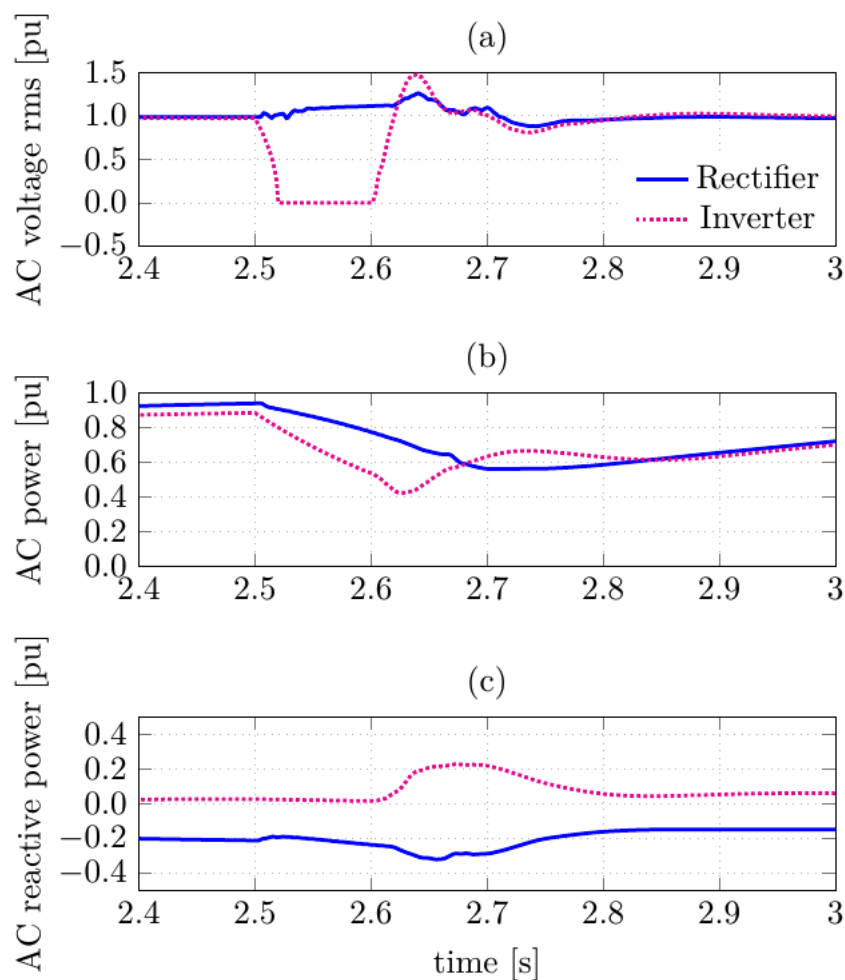 (a)
AC voltage rms [pu]
1.5
1.0
0.5
0.0
−0.5
Rectifier
Inverter
2.4 2.5 2.6 2.7 2.8 2.9 3
(b)
AC power [pu]
1.0
0.8
0.6
0.4
0.2
0.0
2.4 2.5 2.6 2.7 2.8 2.9 3
(c)
AC reactive power [pu]
0.4
0.2
0.0
−0.2
−0.4
2.4 2.5 2.6 2.7 2.8 2.9 3
time [s]